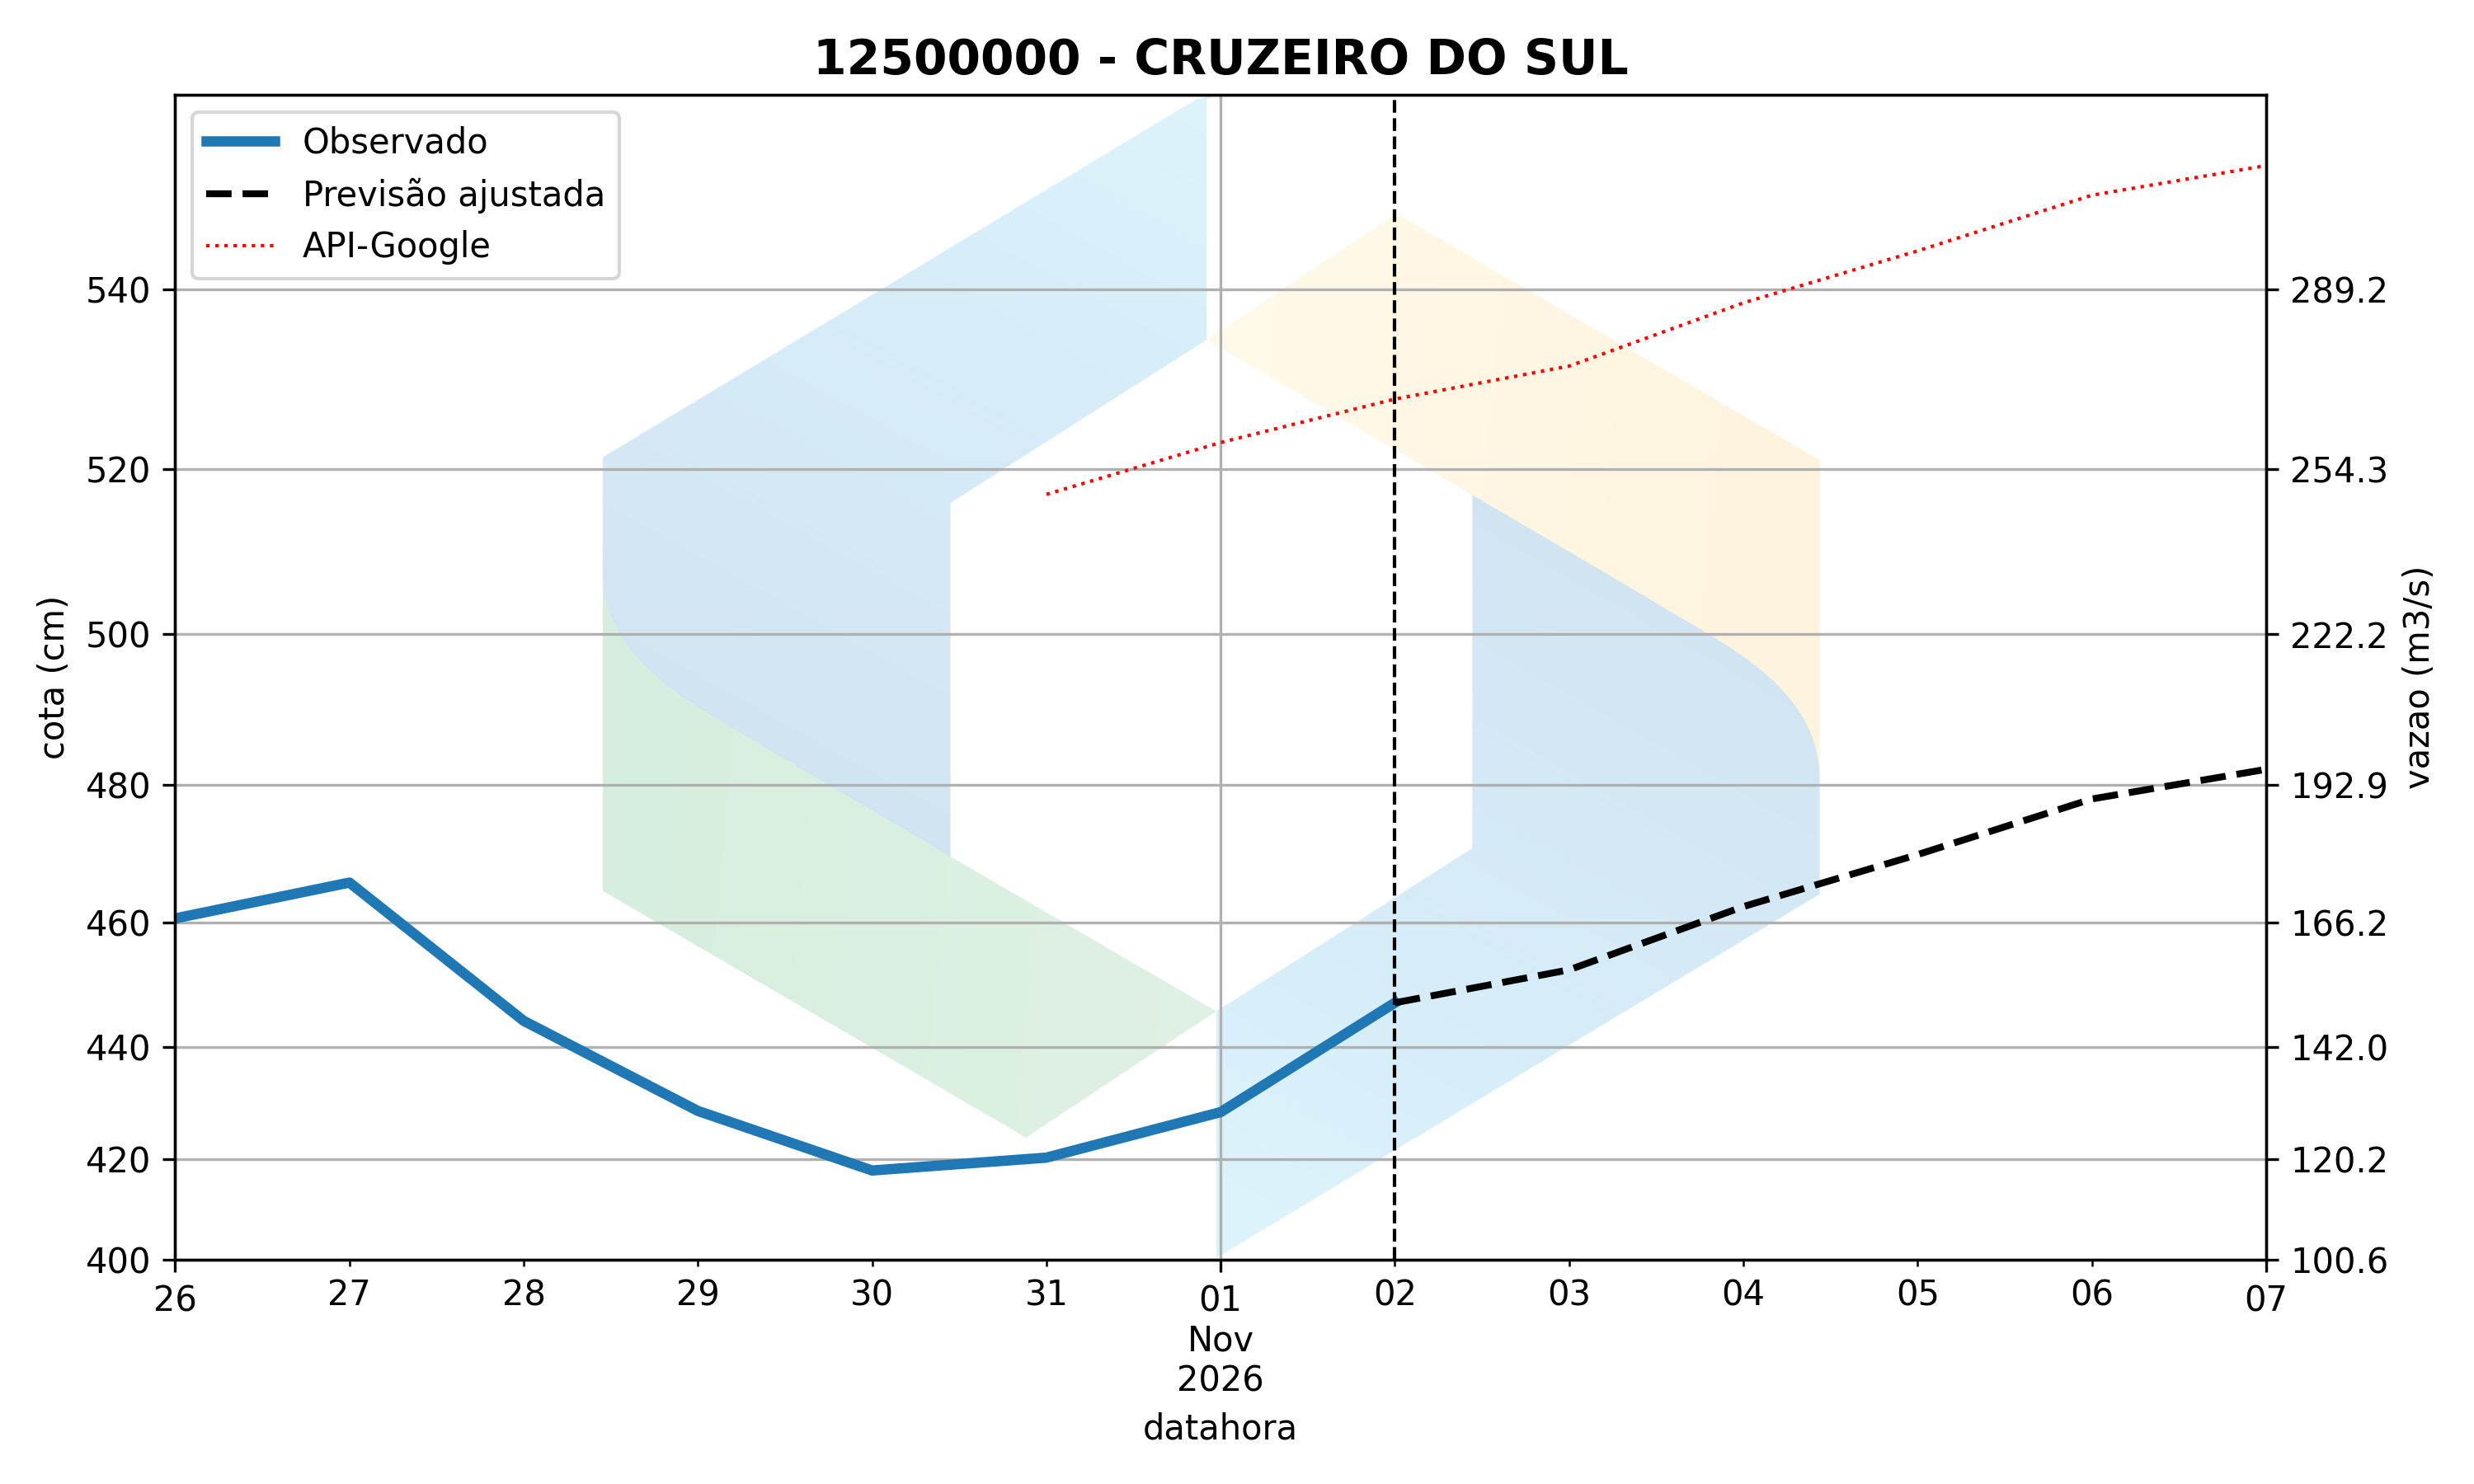 12500000 - CRUZEIRO DO SUL
Observado
Previsão ajustada
API-Google
540
520
500
480
460
440
420
400
cota (cm)
289.2
254.3
222.2
192.9
166.2
142.0
120.2
100.6
vazao (m3/s)
26 27 28 29 30 31 01 02 03 04 05 06 07
Nov
2026
datahora